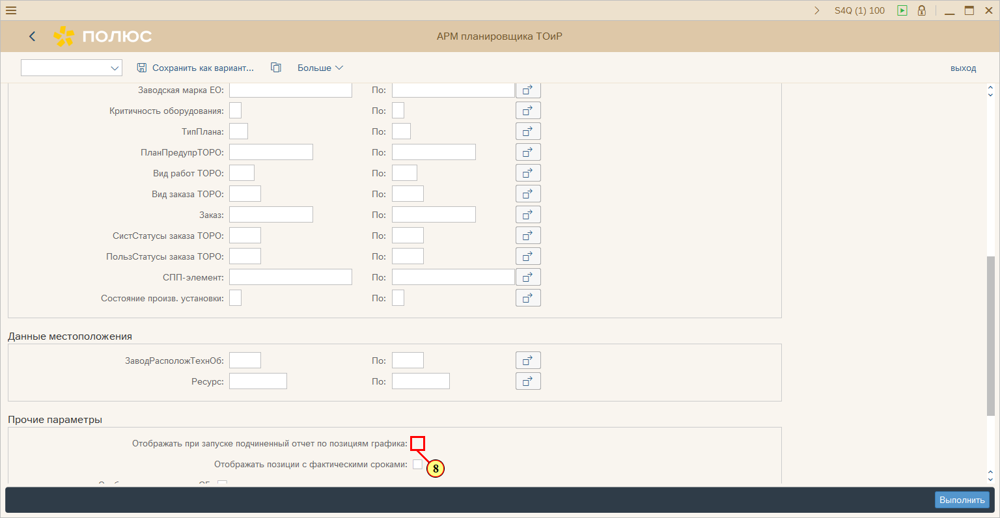 S4Q (1) 100
ПОЛЮС
АРМ планировщика ТОиР
Сохранить как вариант...
Больше
выход
Заводская марка ЕО: По:
Критичность оборудования: По:
ТипПлана: По:
ПланПредупрТОРО: По:
Вид работ ТОРО: По:
Вид заказа ТОРО: По:
Заказ: По:
СистСтатусы заказа ТОРО: По:
ПользСтатусы заказа ТОРО: По:
СПП-элемент: По:
Состояние произв. установки: По:
Данные местоположения
ЗаводРасположТехнОб: По:
Ресурс: По:
Прочие параметры
Отображать при запуске подчиненный отчет по позициям графика:
Отображать позиции с фактическими сроками:
8
Выполнить